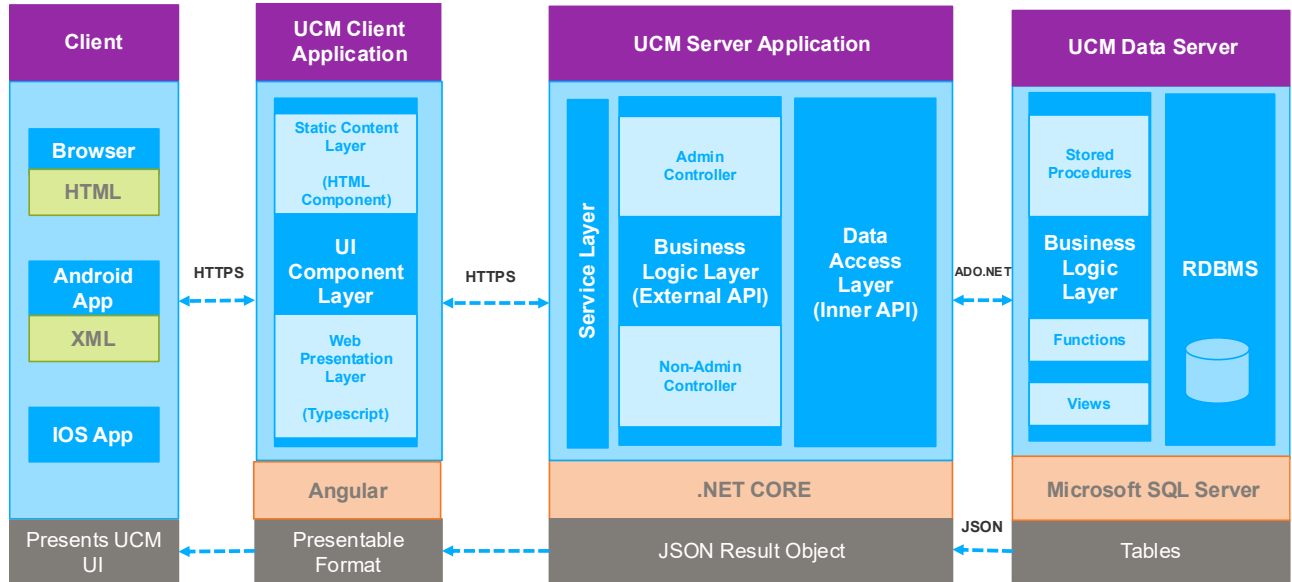 Client
Browser
HTML
Android
App
XML
IOS App
Presents UCM
UI
HTTPS
UCM Client
Application
Static Content
Layer
(HTML
Component)
UI
Component
Layer
Web
Presentation
Layer
(Typescript)
Angular
Presentable
Format
HTTPS
UCM Server Application
Service Layer
Admin
Controller
Business
Logic Layer
(External API)
Non-Admin
Controller
Data
Access
Layer
(Inner API)
.NET CORE
JSON Result Object
ADO.NET
JSON
UCM Data Server
Stored
Procedures
Business
Logic
Layer
Functions
Views
RDBMS
Microsoft SQL Server
Tables